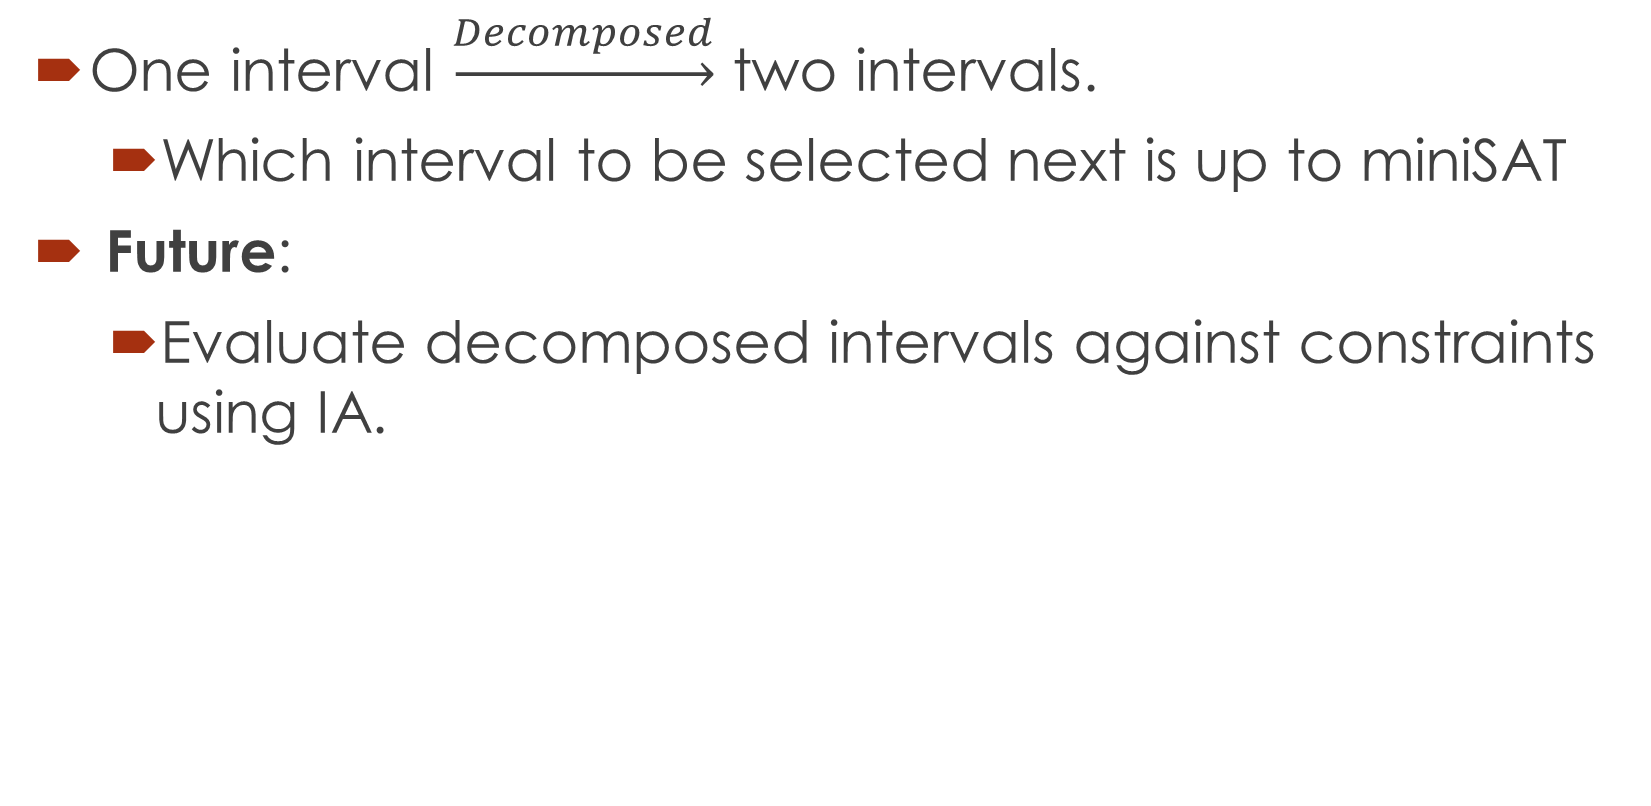 One interval $\xrightarrow{Decomposed}$ two intervals.
Which interval to be selected next is up to miniSAT
Future:
Evaluate decomposed intervals against constraints
using IA.